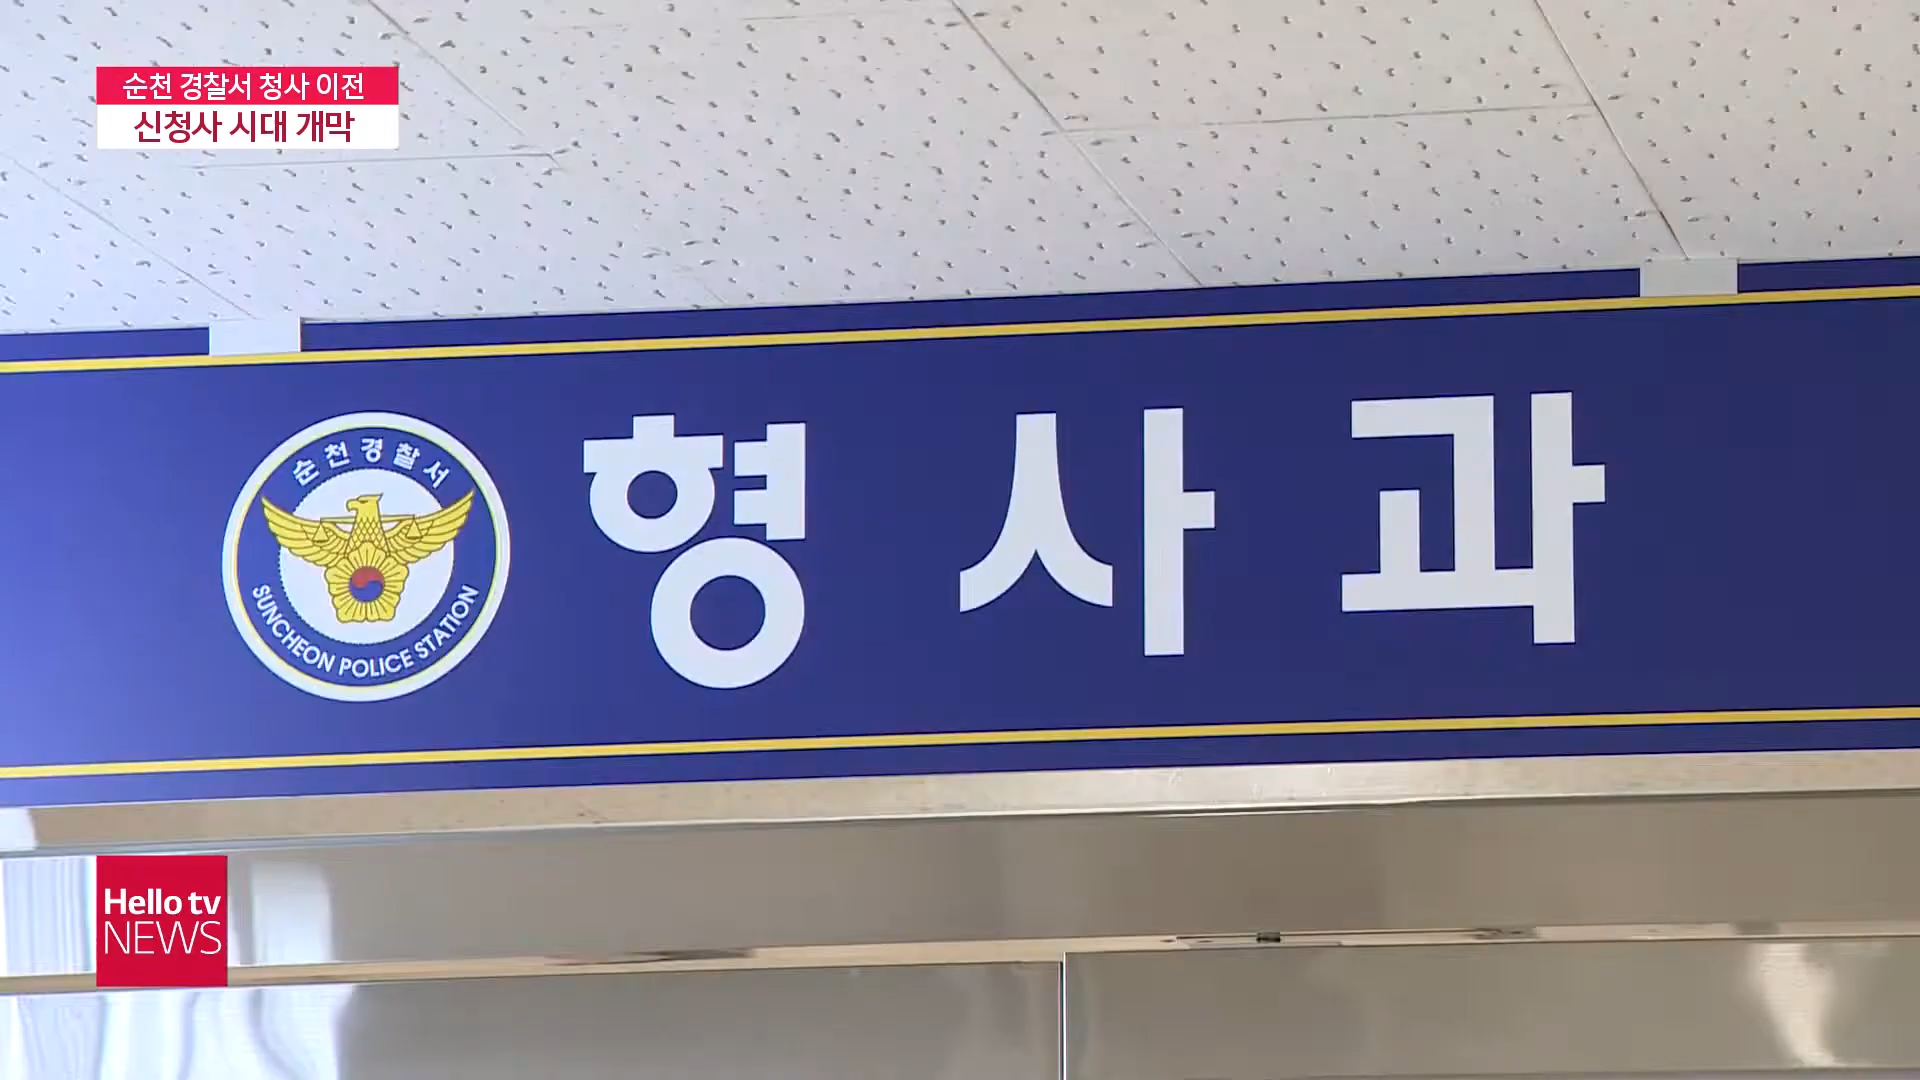 순천 경찰서 청사 이전
신청사 시대 개막
순천경찰서
SUNCHEON POLICE STATION
형사과
Hello tv
NEWS